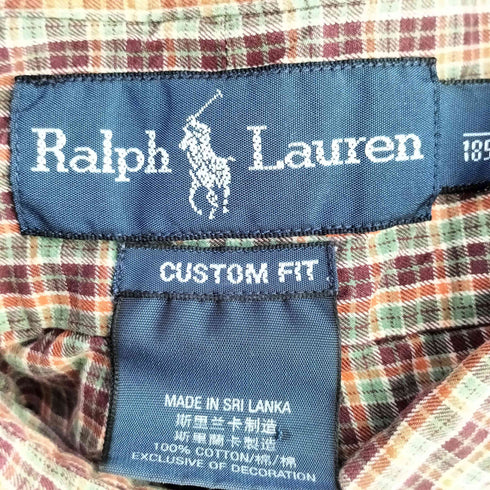 Ralph Lauren
CUSTOM FIT
MADE IN SRI LANKA
斯里兰卡制造
斯里蘭卡製造
100% COTTON/棉/棉
EXCLUSIVE OF DECORATION